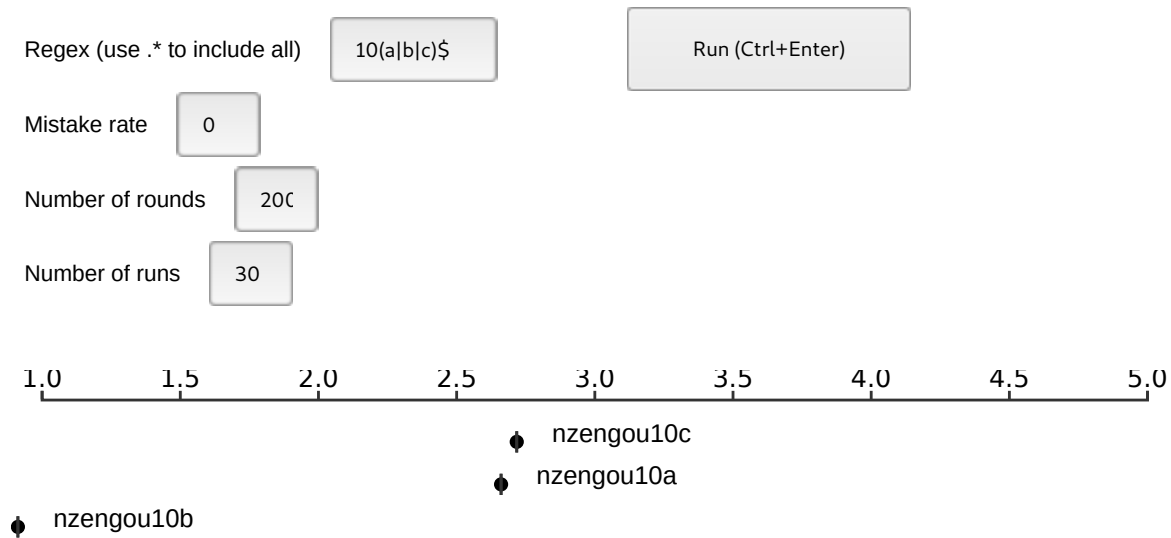 Regex (use .* to include all) 10(a|b|c)$ Run (Ctrl+Enter)
Mistake rate 0
Number of rounds 200
Number of runs 30
1.0 1.5 2.0 2.5 3.0 3.5 4.0 4.5 5.0
nzengou10c
nzengou10a
nzengou10b